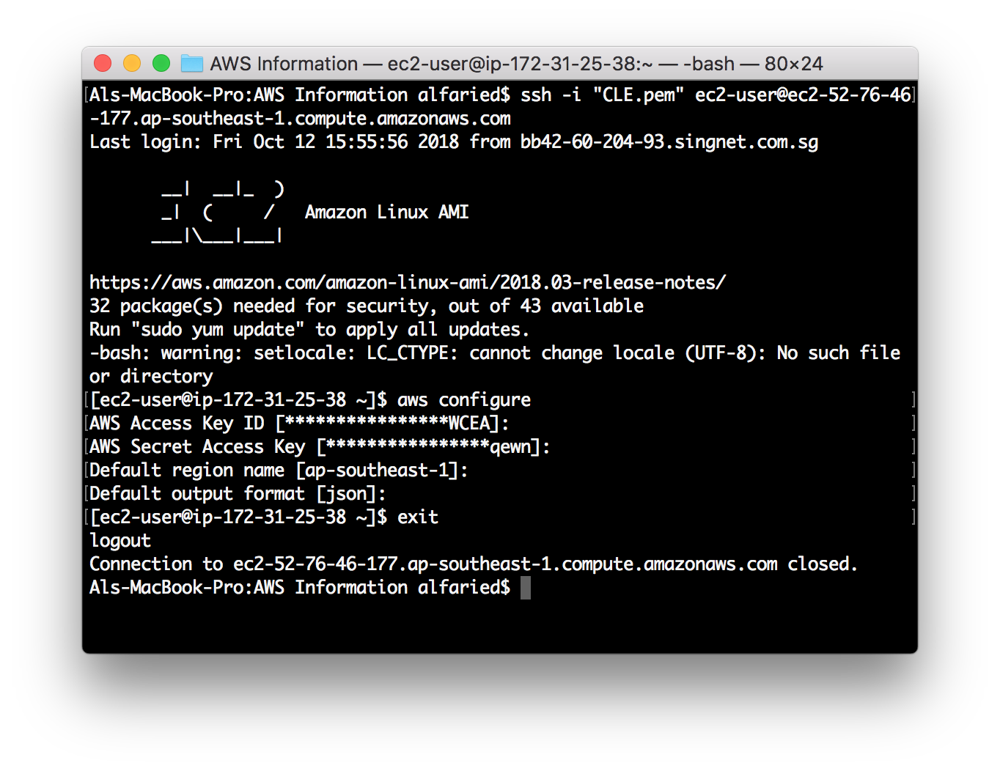 AWS Information — ec2-user@ip-172-31-25-38:~ — -bash — 80×24
[Als-MacBook-Pro:AWS Information alfaried$ ssh -i "CLE.pem" ec2-user@ec2-52-76-46]
-177.ap-southeast-1.compute.amazonaws.com
Last login: Fri Oct 12 15:55:56 2018 from bb42-60-204-93.singnet.com.sg
       __|  __|_  )
       _|  (     /   Amazon Linux AMI
      ___|\___|___|
https://aws.amazon.com/amazon-linux-ami/2018.03-release-notes/
32 package(s) needed for security, out of 43 available
Run "sudo yum update" to apply all updates.
-bash: warning: setlocale: LC_CTYPE: cannot change locale (UTF-8): No such file
or directory
[[ec2-user@ip-172-31-25-38 ~]$ aws configure ]
[AWS Access Key ID [****************WCEA]: ]
[AWS Secret Access Key [****************qewn]: ]
[Default region name [ap-southeast-1]: ]
[Default output format [json]: ]
[[ec2-user@ip-172-31-25-38 ~]$ exit ]
logout
Connection to ec2-52-76-46-177.ap-southeast-1.compute.amazonaws.com closed.
Als-MacBook-Pro:AWS Information alfaried$